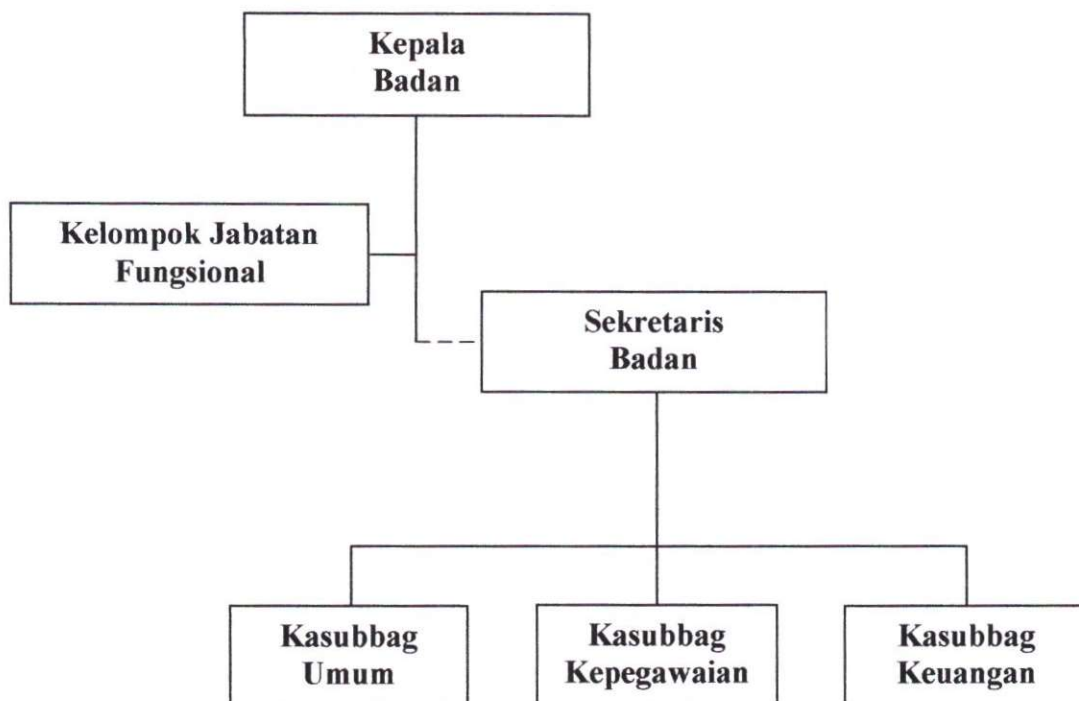 Kepala
Badan
Kelompok Jabatan
Fungsional
Sekretaris
Badan
Kasubbag
Umum
Kasubbag
Kepegawaian
Kasubbag
Keuangan